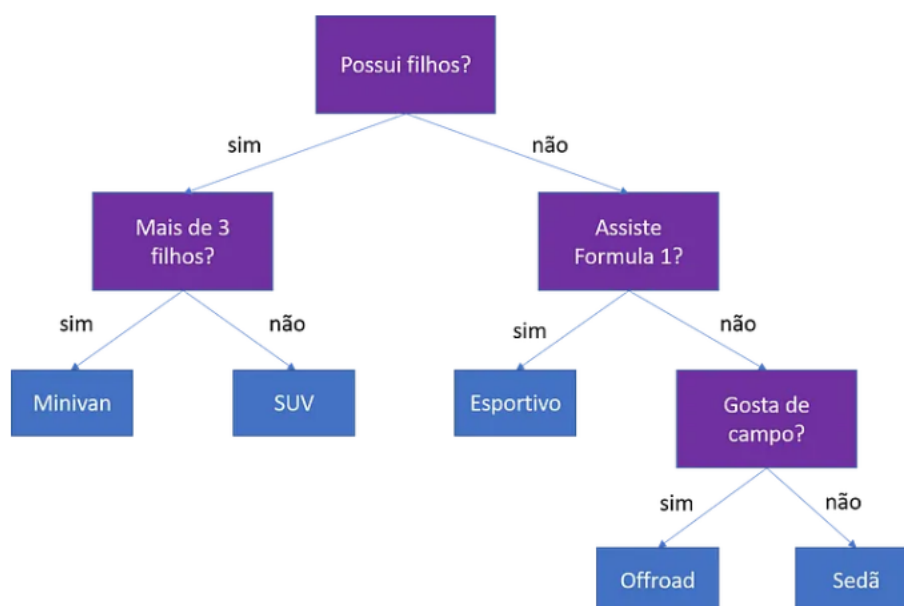 Possui filhos?
sim
não
Mais de 3
filhos?
Assiste
Formula 1?
sim
não
sim
não
Minivan
SUV
Esportivo
Gosta de
campo?
sim
não
Offroad
Sedã